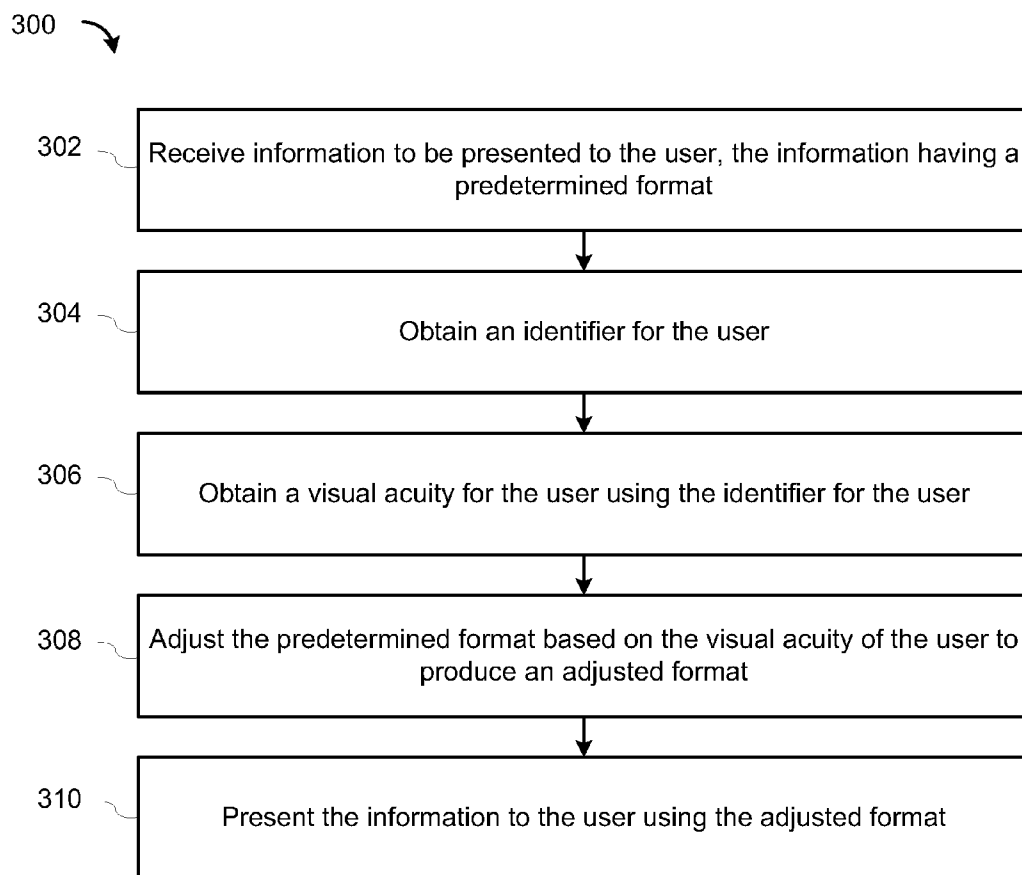 300
302
Receive information to be presented to the user, the information having a
predetermined format
304
Obtain an identifier for the user
306
Obtain a visual acuity for the user using the identifier for the user
308
Adjust the predetermined format based on the visual acuity of the user to
produce an adjusted format
310
Present the information to the user using the adjusted format